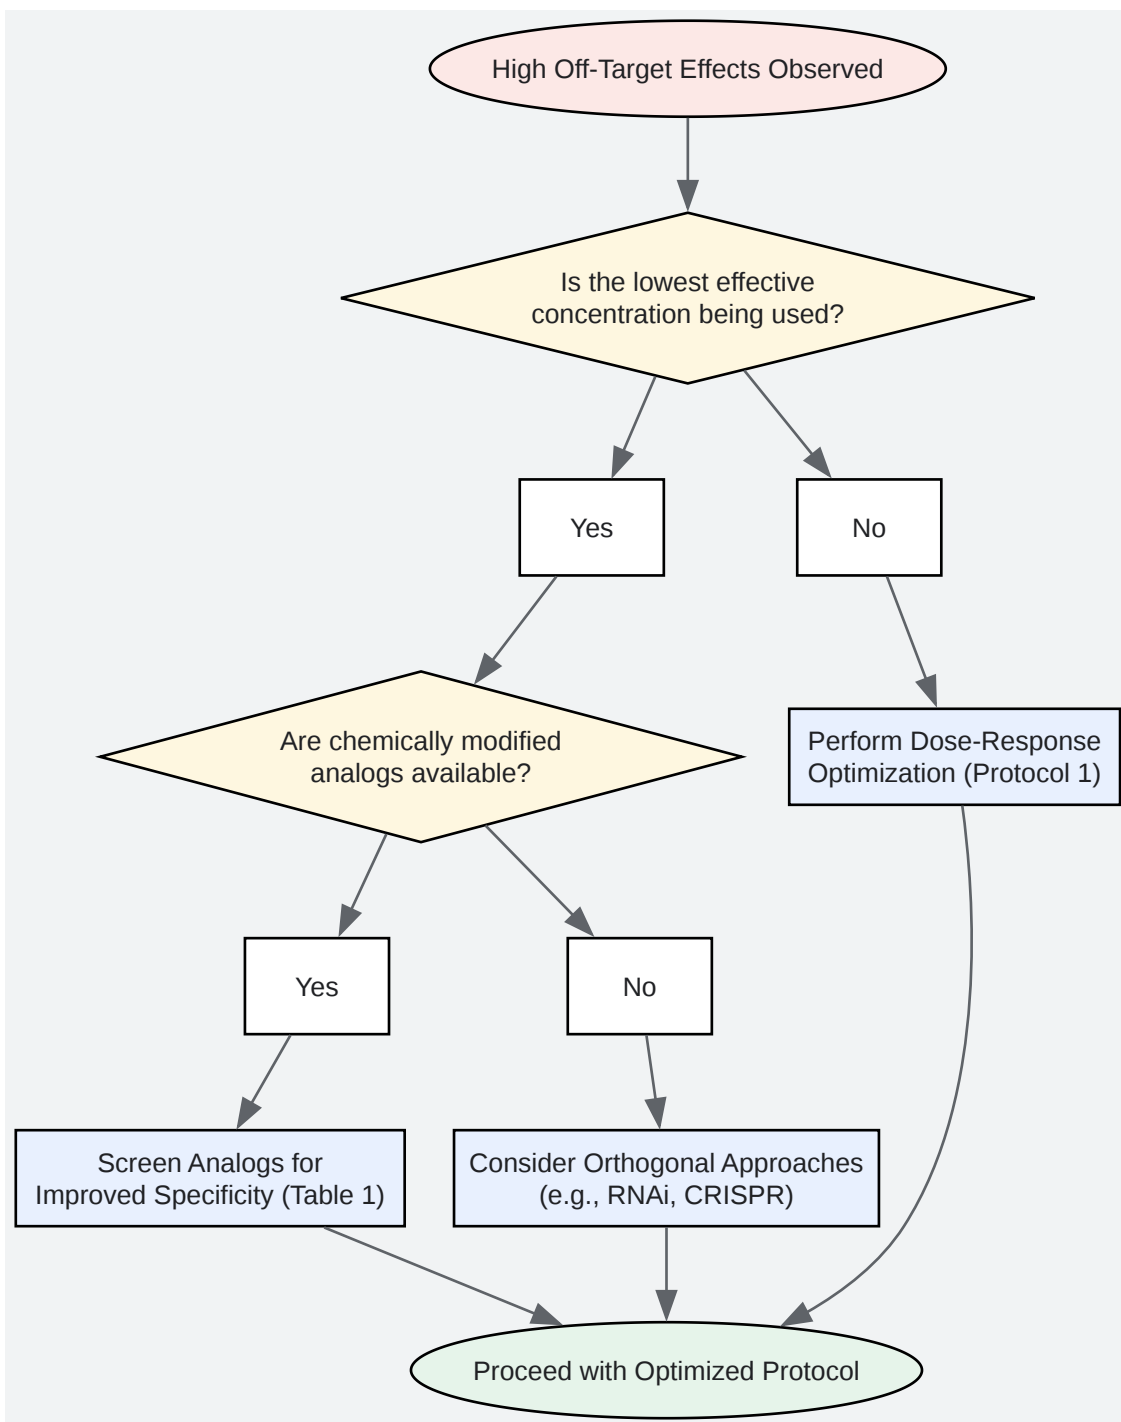 High Off-Target Effects Observed
Is the lowest effective
concentration being used?
Yes
No
Are chemically modified
analogs available?
Perform Dose-Response
Optimization (Protocol 1)
Yes
No
Screen Analogs for
Improved Specificity (Table 1)
Consider Orthogonal Approaches
(e.g., RNAi, CRISPR)
Proceed with Optimized Protocol